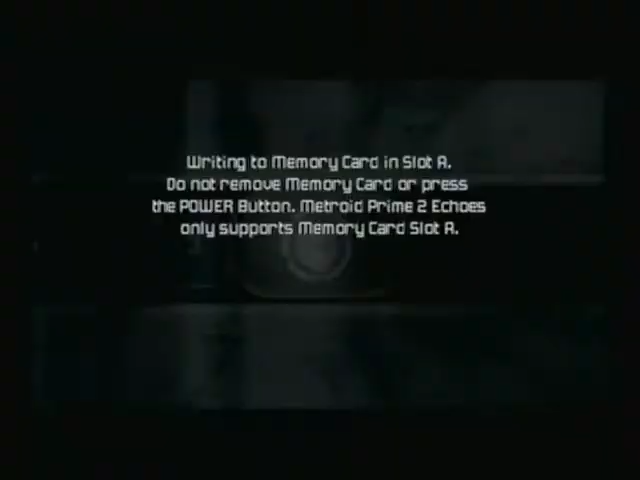 Writing to Memory Card in Slot A.
Do not remove Memory Card or press
the POWER Button. Metroid Prime 2 Echoes
only supports Memory Card Slot A.